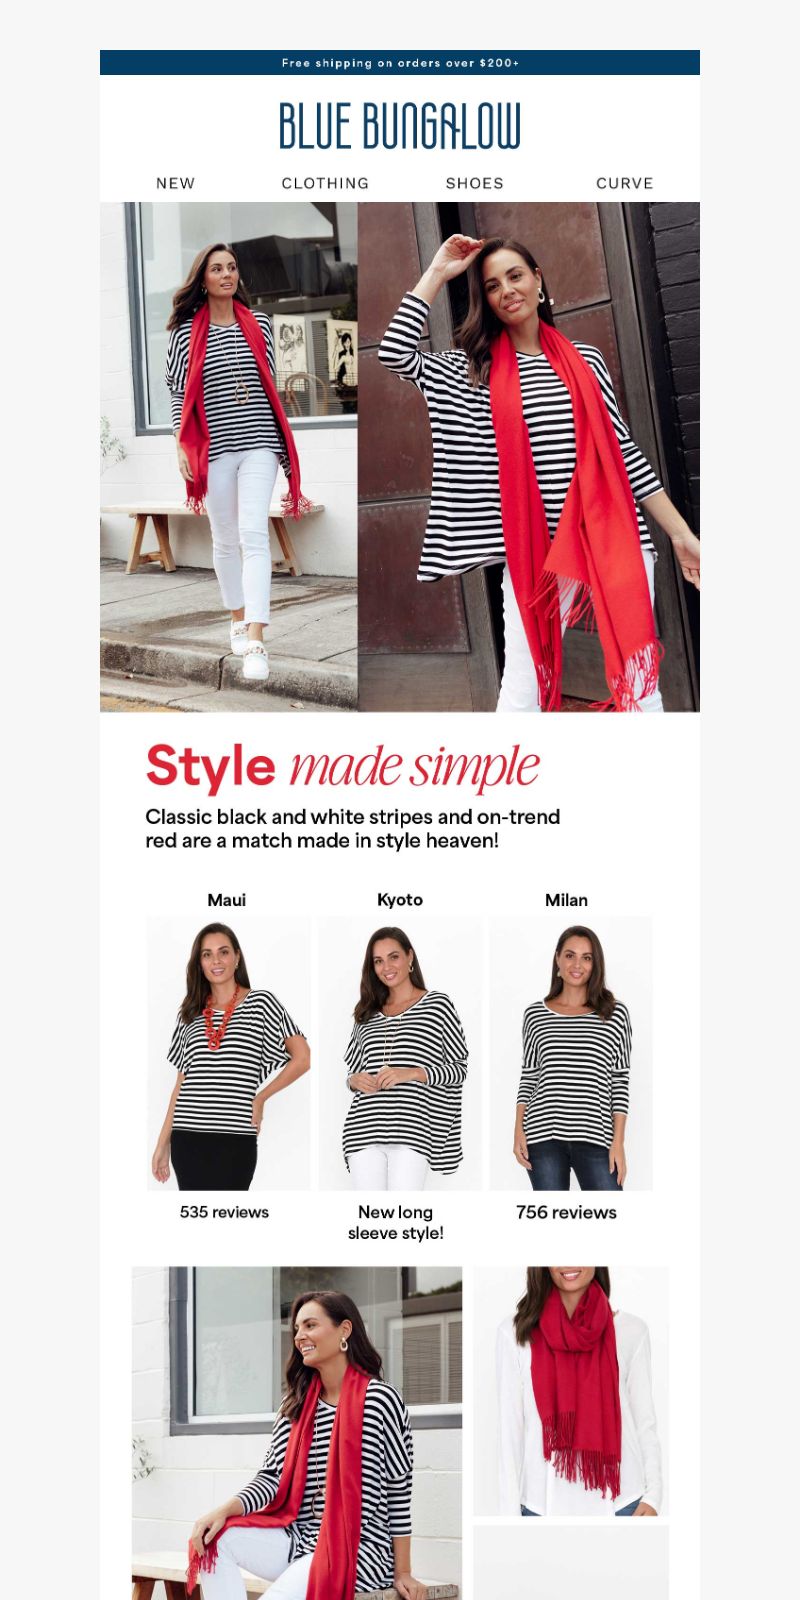 Free shipping on orders over $200+
BLUE BUNGALOW
NEW CLOTHING SHOES CURVE
Style made simple
Classic black and white stripes and on-trend
red are a match made in style heaven!
Maui Kyoto Milan
535 reviews New long 756 reviews
sleeve style!